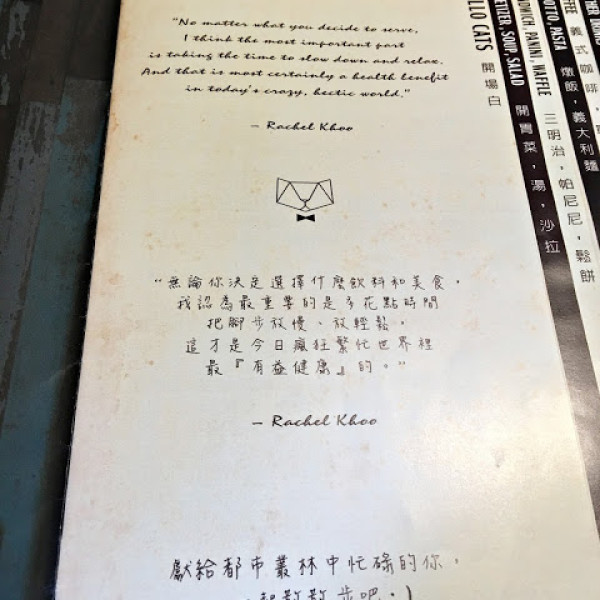 "No matter what you decide to serve,
I think the most important part
is taking the time to slow down and relax.
And that is most certainly a health benefit
in today's crazy, hectic world."
– Rachel Khoo
"無論你決定選擇什麼飲料和美食，
我認為最重要的是多花點時間
把腳步放慢、放輕鬆，
這才是今日瘋狂繁忙世界裡
最『有益健康』的。"
– Rachel Khoo
獻給都市叢林中忙碌的你，
散散步吧。)
CATS 開場白
SOUP, SALAD 開胃菜，湯，沙拉
PANINI, WAFFLE 三明治，帕尼尼，鬆餅
PASTA 燉飯，義大利麵
義式咖啡，